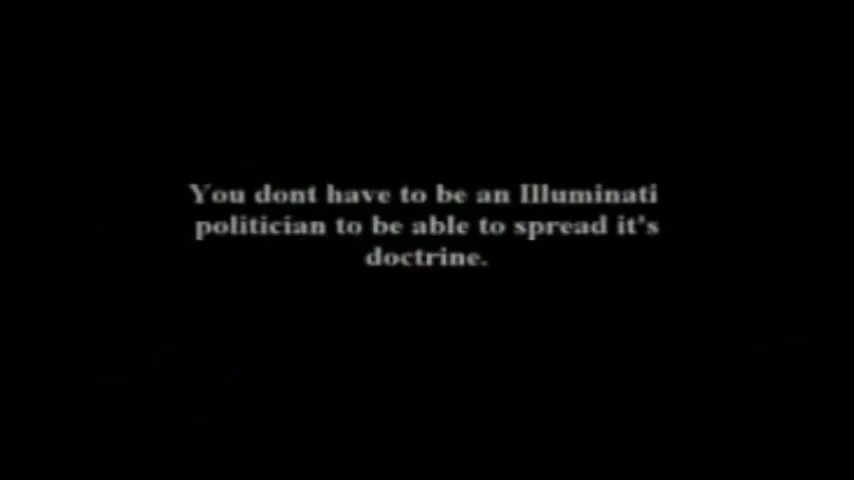 You dont have to be an Illuminati
politician to be able to spread it's
doctrine.